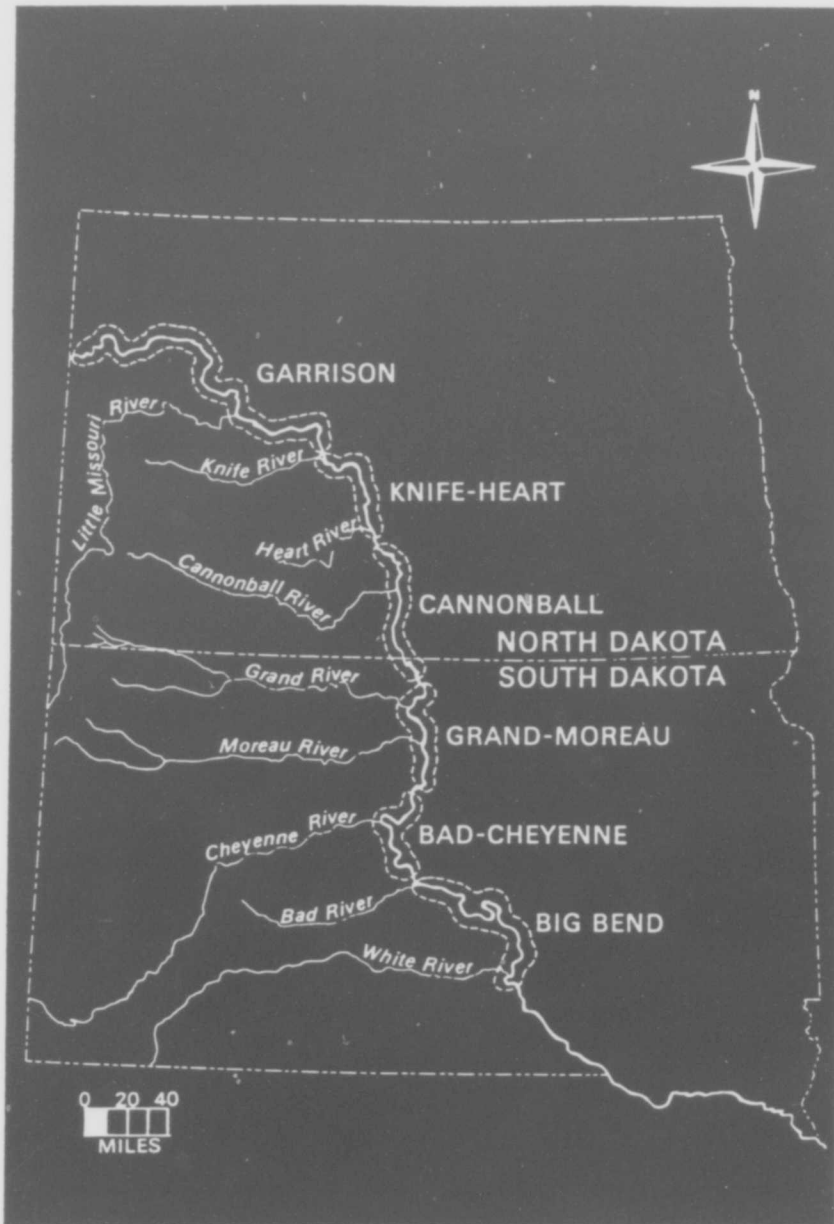 N
GARRISON
River
Little Missouri
Knife River
KNIFE-HEART
Heart River
Cannonball River
CANNONBALL
NORTH DAKOTA
SOUTH DAKOTA
Grand River
GRAND-MOREAU
Moreau River
Cheyenne River
BAD-CHEYENNE
Bad River
BIG BEND
White River
0 20 40
MILES